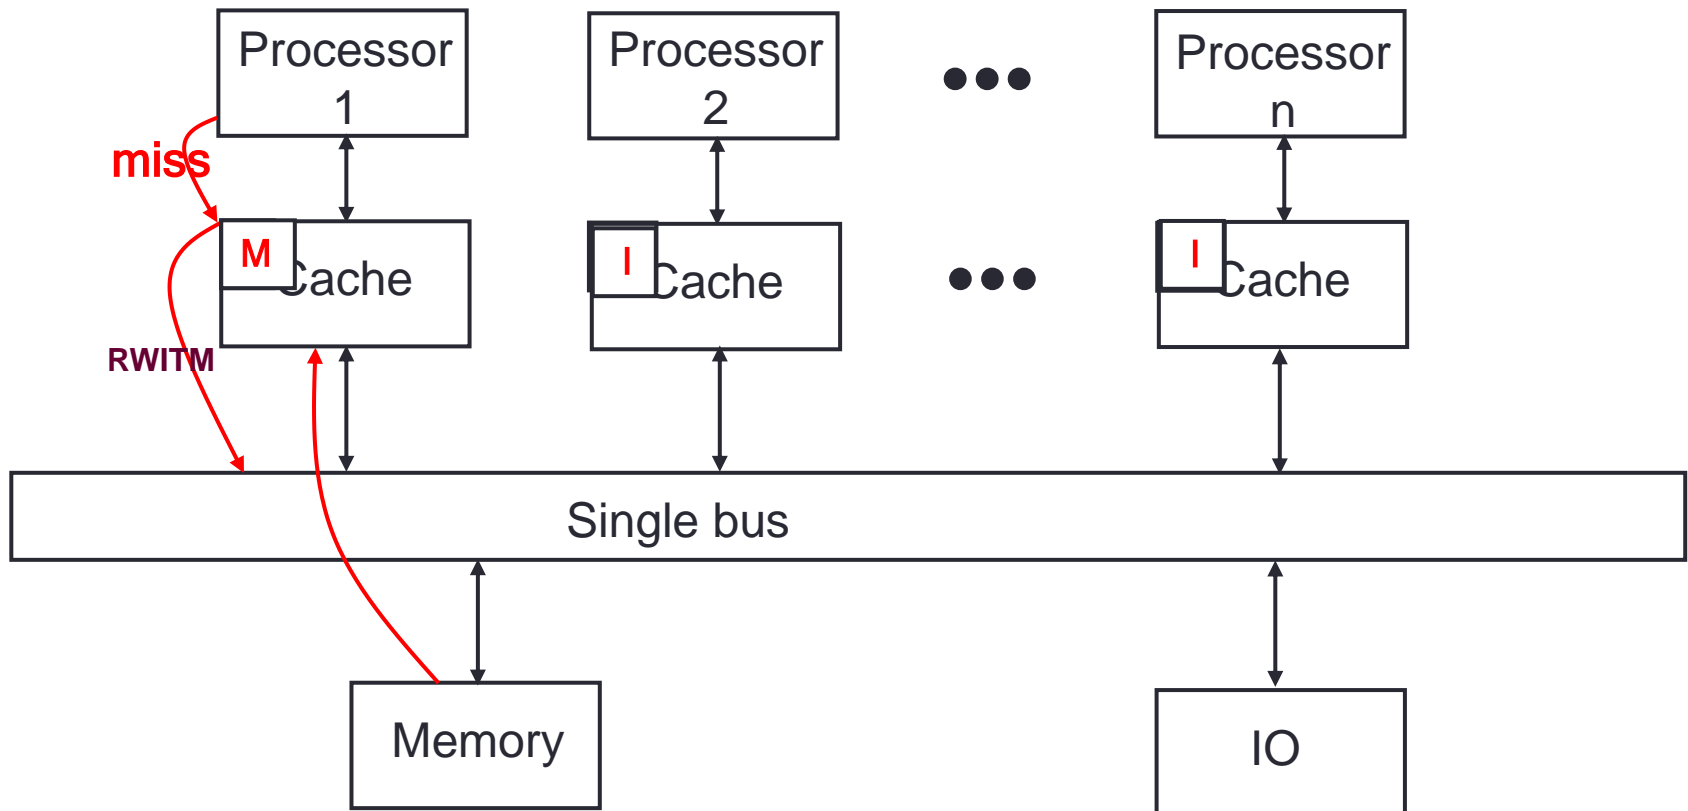 Processor
1
Processor
2
Processor
n
miss
M
Cache
I
Cache
I
Cache
RWITM
Single bus
Memory
IO